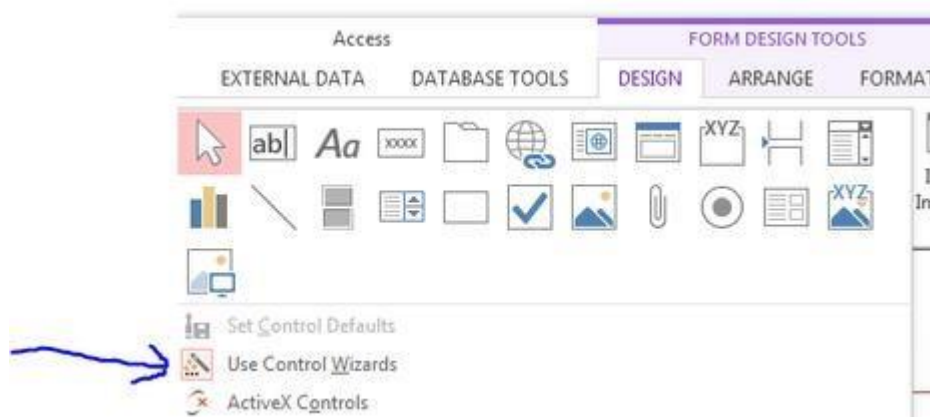 Access
FORM DESIGN TOOLS
EXTERNAL DATA DATABASE TOOLS DESIGN ARRANGE FORMAT
ab Aa xxxx XYZ
XYZ
Set Control Defaults
Use Control Wizards
ActiveX Controls